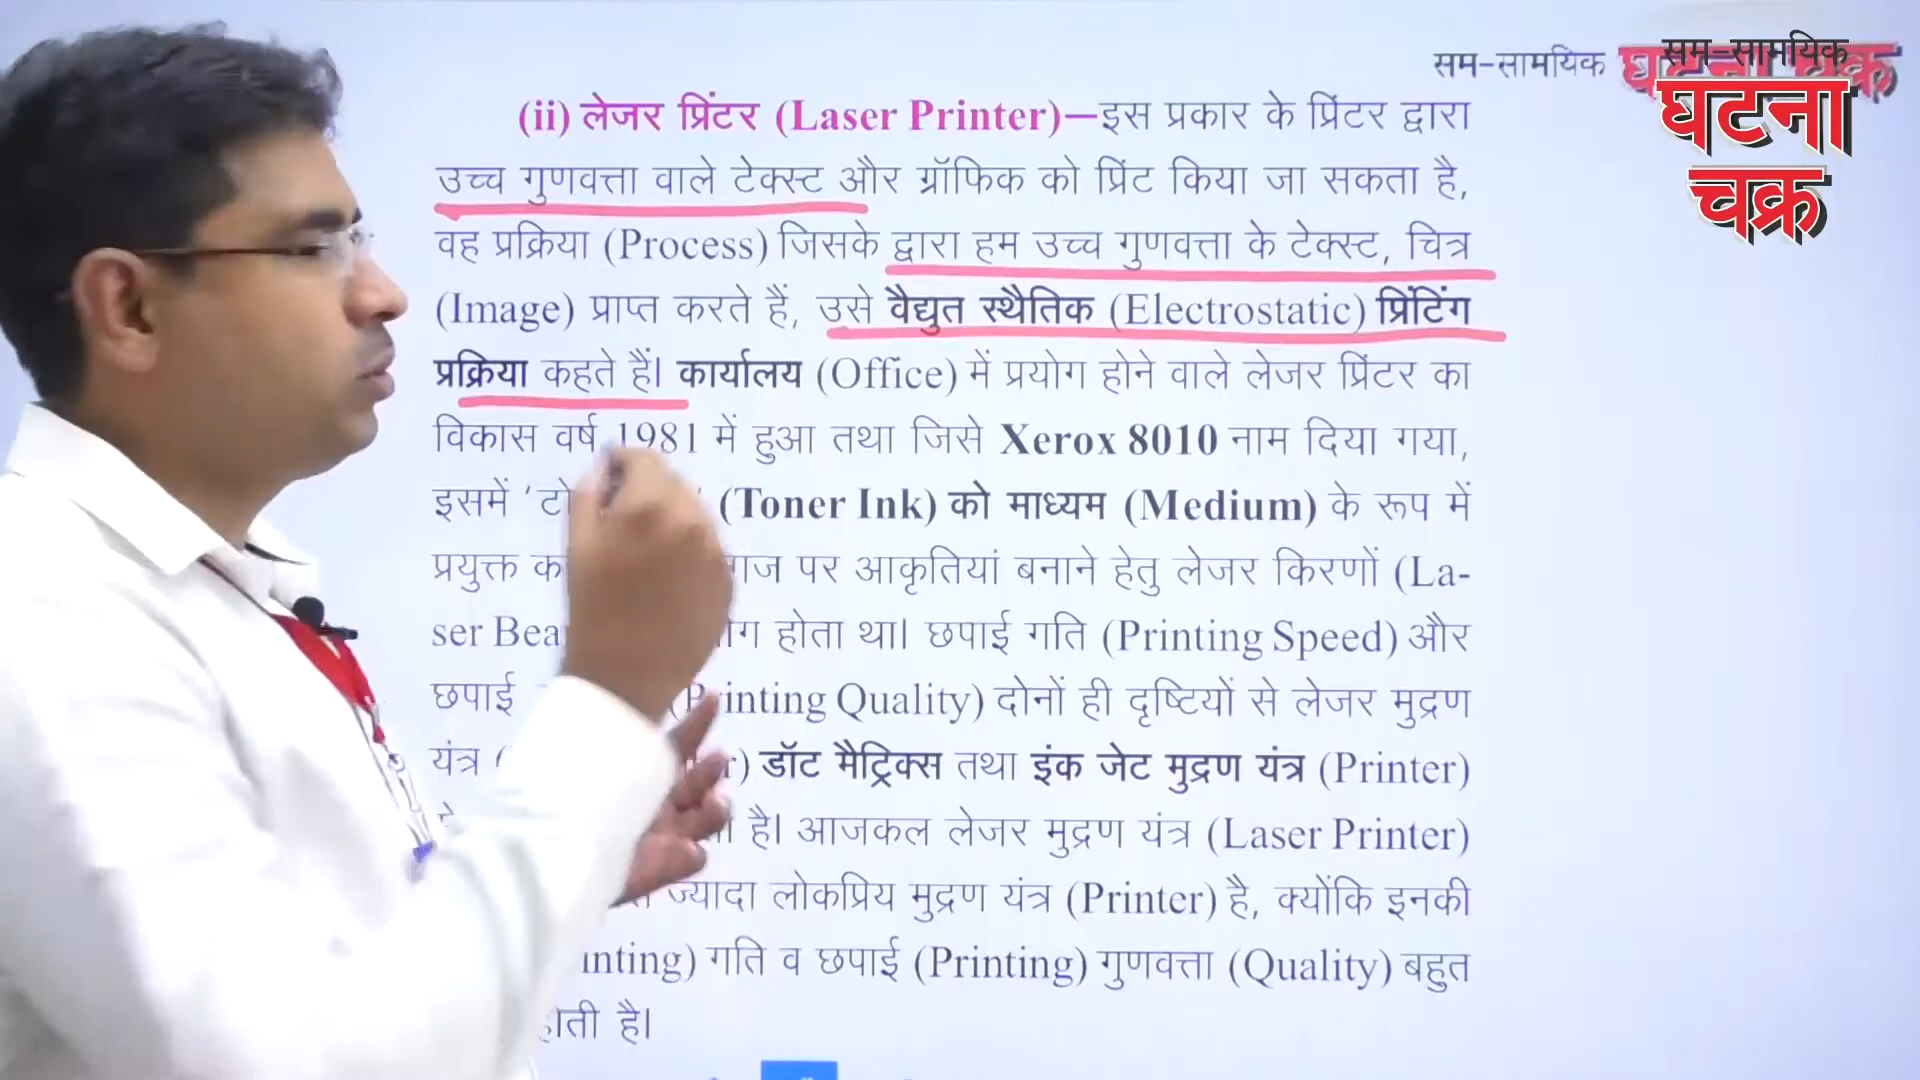 सम-सामयिक घटना चक्र
सम-सामयिक
घटना
चक्र
(ii) लेजर प्रिंटर (Laser Printer)—इस प्रकार के प्रिंटर द्वारा
उच्च गुणवत्ता वाले टेक्स्ट और ग्रॉफिक को प्रिंट किया जा सकता है,
वह प्रक्रिया (Process) जिसके द्वारा हम उच्च गुणवत्ता के टेक्स्ट, चित्र
(Image) प्राप्त करते हैं, उसे वैद्युत स्थैतिक (Electrostatic) प्रिंटिंग
प्रक्रिया कहते हैं। कार्यालय (Office) में प्रयोग होने वाले लेजर प्रिंटर का
विकास वर्ष 1981 में हुआ तथा जिसे Xerox 8010 नाम दिया गया,
इसमें (Toner Ink) को माध्यम (Medium) के रूप में
प्रयुक्त पर आकृतियां बनाने हेतु लेजर किरणों (La-
ser होता था। छपाई गति (Printing Speed) और
छपाई (Printing Quality) दोनों ही दृष्टियों से लेजर मुद्रण
यंत्र डॉट मैट्रिक्स तथा इंक जेट मुद्रण यंत्र (Printer)
है। आजकल लेजर मुद्रण यंत्र (Laser Printer)
ज्यादा लोकप्रिय मुद्रण यंत्र (Printer) है, क्योंकि इनकी
गति व छपाई (Printing) गुणवत्ता (Quality) बहुत
है।